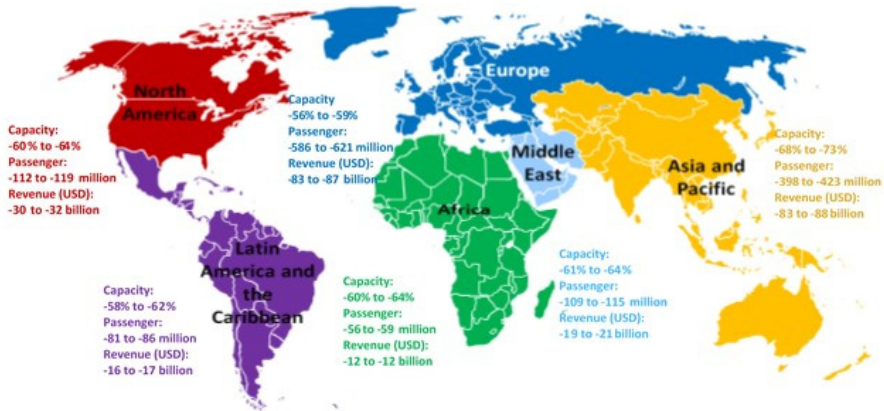 North
America
Capacity:
-60% to -64%
Passenger:
-112 to -119 million
Revenue (USD):
-30 to -32 billion
Europe
Capacity
-56% to -59%
Passenger:
-586 to -621 million
Revenue (USD):
-83 to -87 billion
Middle
East
Capacity:
-61% to -64%
Passenger:
-109 to -115 million
Revenue (USD):
-19 to -21 billion
Asia and
Pacific
Capacity:
-68% to -73%
Passenger:
-398 to -423 million
Revenue (USD):
-83 to -88 billion
Africa
Capacity:
-60% to -64%
Passenger:
-56 to -59 million
Revenue (USD):
-12 to -12 billion
Latin
America and
the
Caribbean
Capacity:
-58% to -62%
Passenger:
-81 to -86 million
Revenue (USD):
-16 to -17 billion